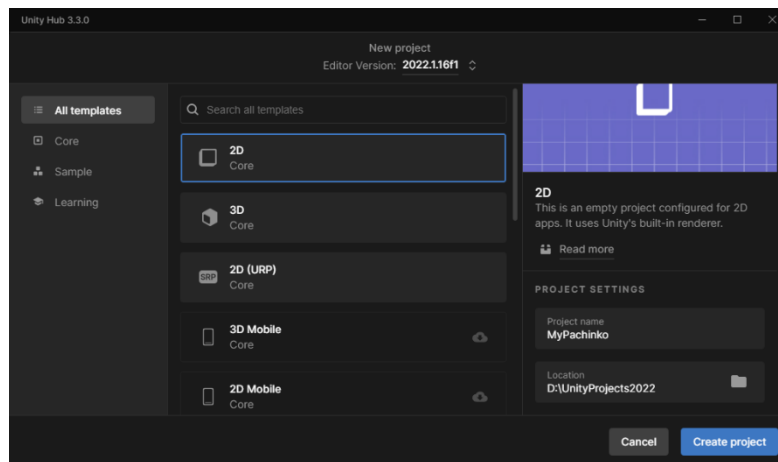 Unity Hub 3.3.0
New project
Editor Version: 2022.1.16f1
All templates
Core
Sample
Learning
Search all templates
2D
Core
3D
Core
SRP
2D (URP)
Core
3D Mobile
Core
2D Mobile
Core
2D
This is an empty project configured for 2D
apps. It uses Unity's built-in renderer.
Read more
PROJECT SETTINGS
Project name
MyPachinko
Location
D:\UnityProjects2022
Cancel
Create project